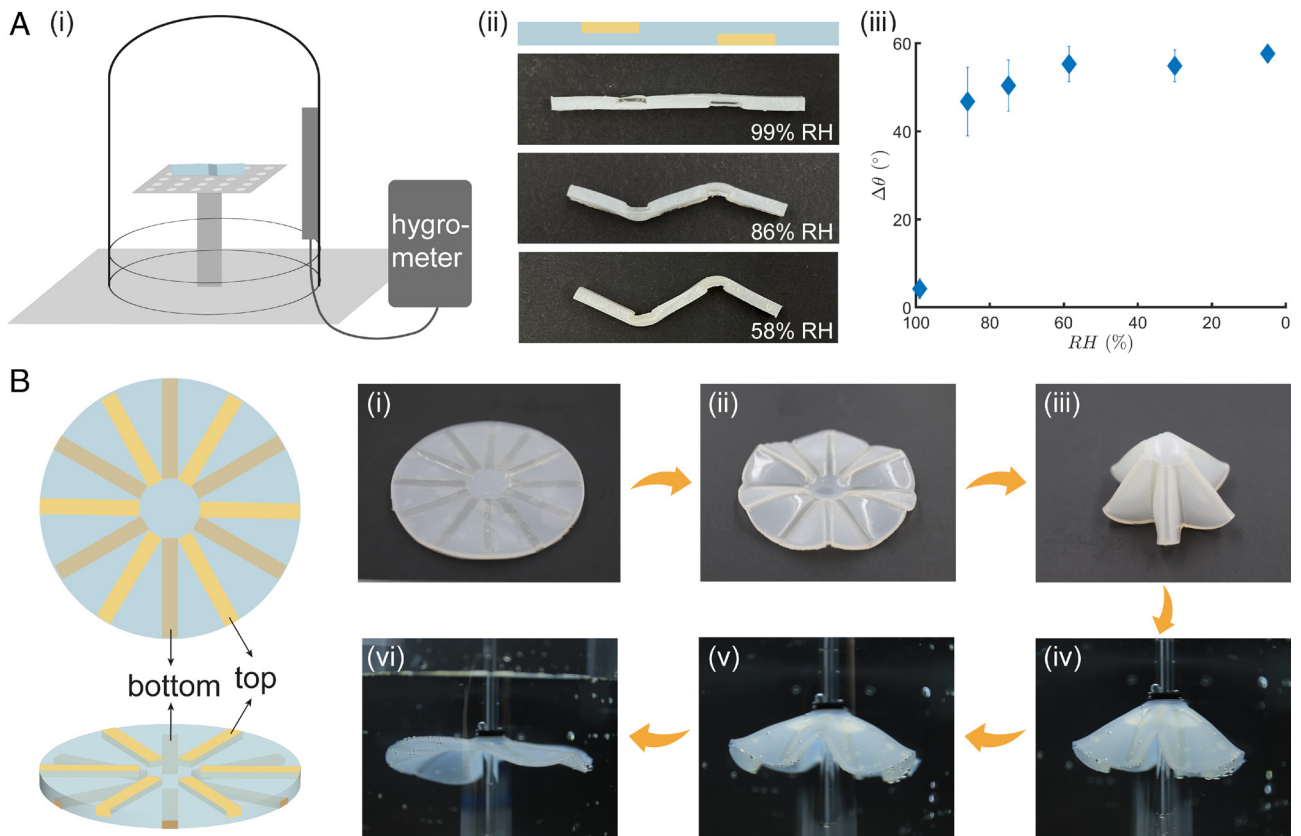 A
(i)
hygro-
meter
(ii)
99% RH
86% RH
58% RH
(iii)
60
40
20
0
Δθ (°)
100
80
60
40
20
0
RH (%)
B
bottom
top
(i)
(ii)
(iii)
(vi)
(v)
(iv)